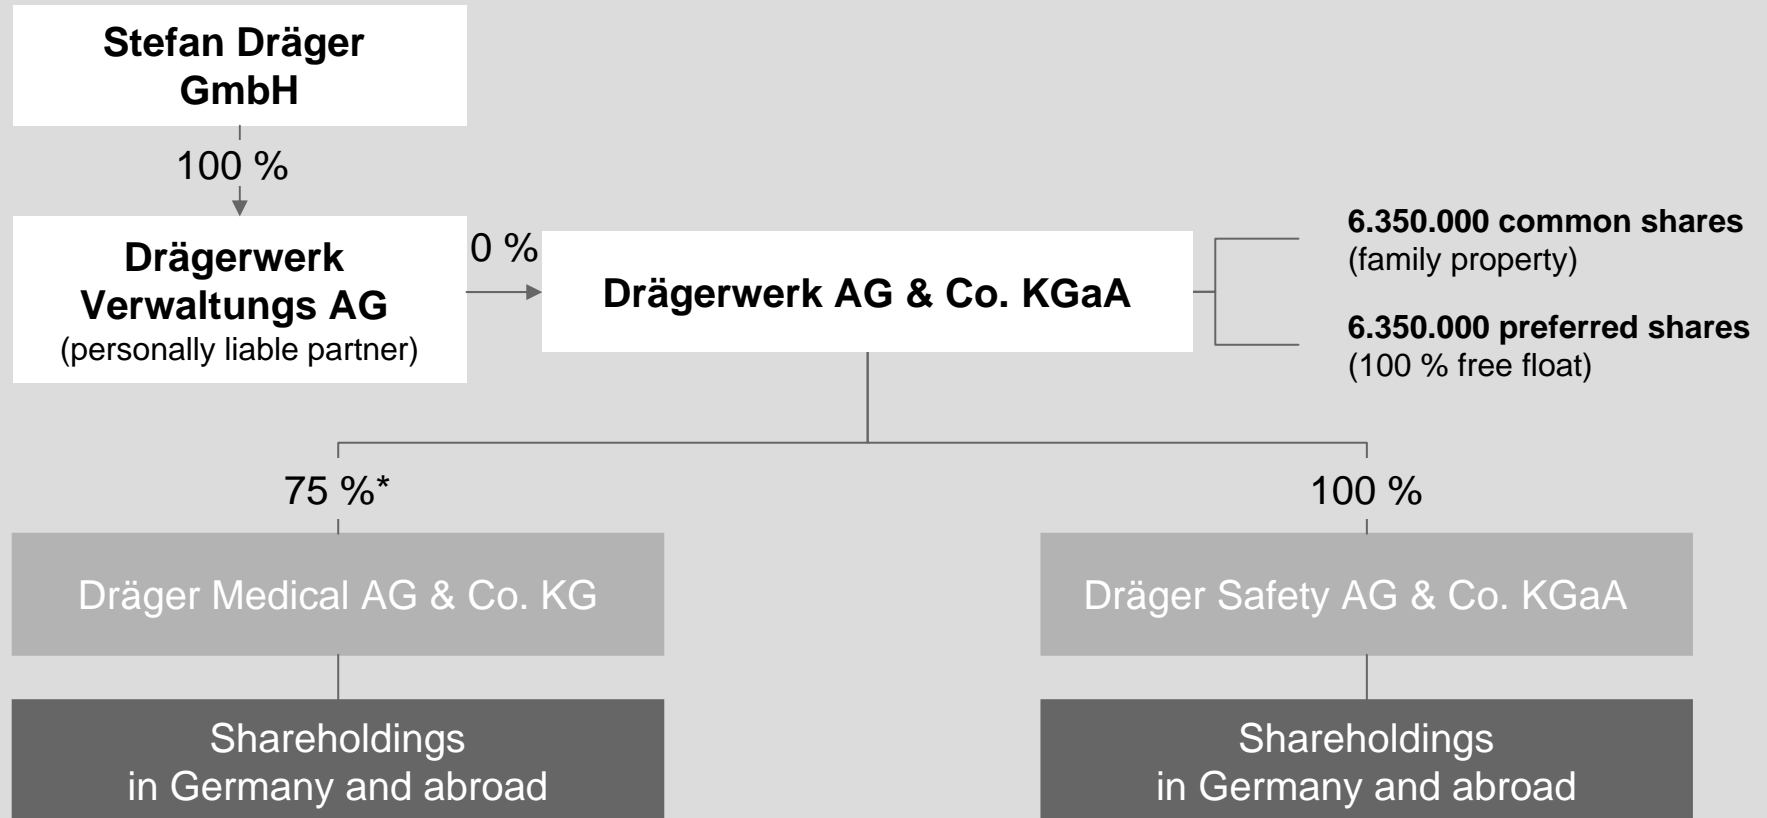 Stefan Dräger
GmbH
100 %
Drägerwerk
Verwaltungs AG
(personally liable partner)
0 %
Drägerwerk AG & Co. KGaA
6.350.000 common shares
(family property)
6.350.000 preferred shares
(100 % free float)
75 %*
100 %
Dräger Medical AG & Co. KG
Dräger Safety AG & Co. KGaA
Shareholdings
in Germany and abroad
Shareholdings
in Germany and abroad